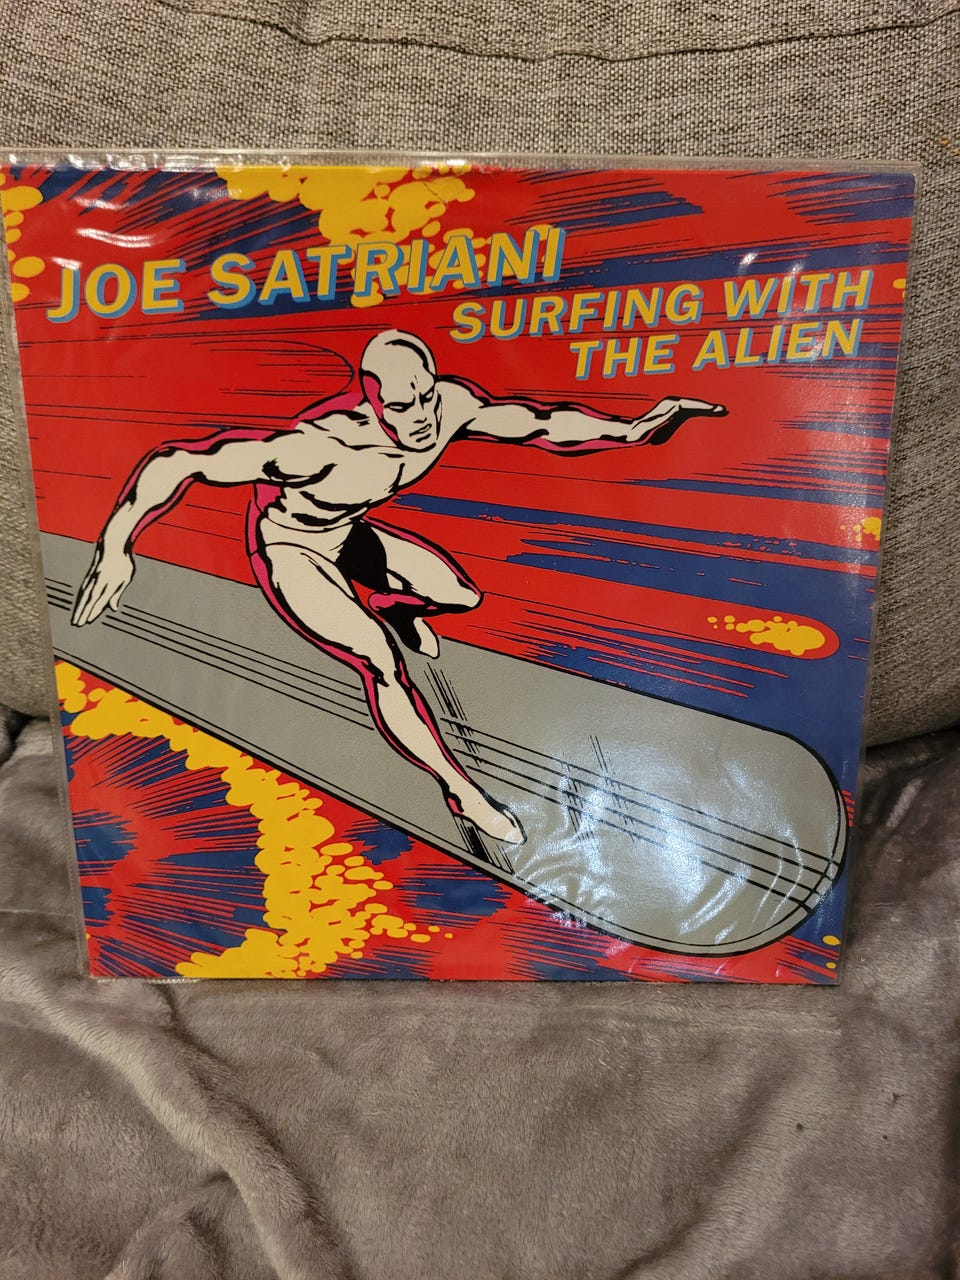 JOE SATRIANI
SURFING WITH
THE ALIEN